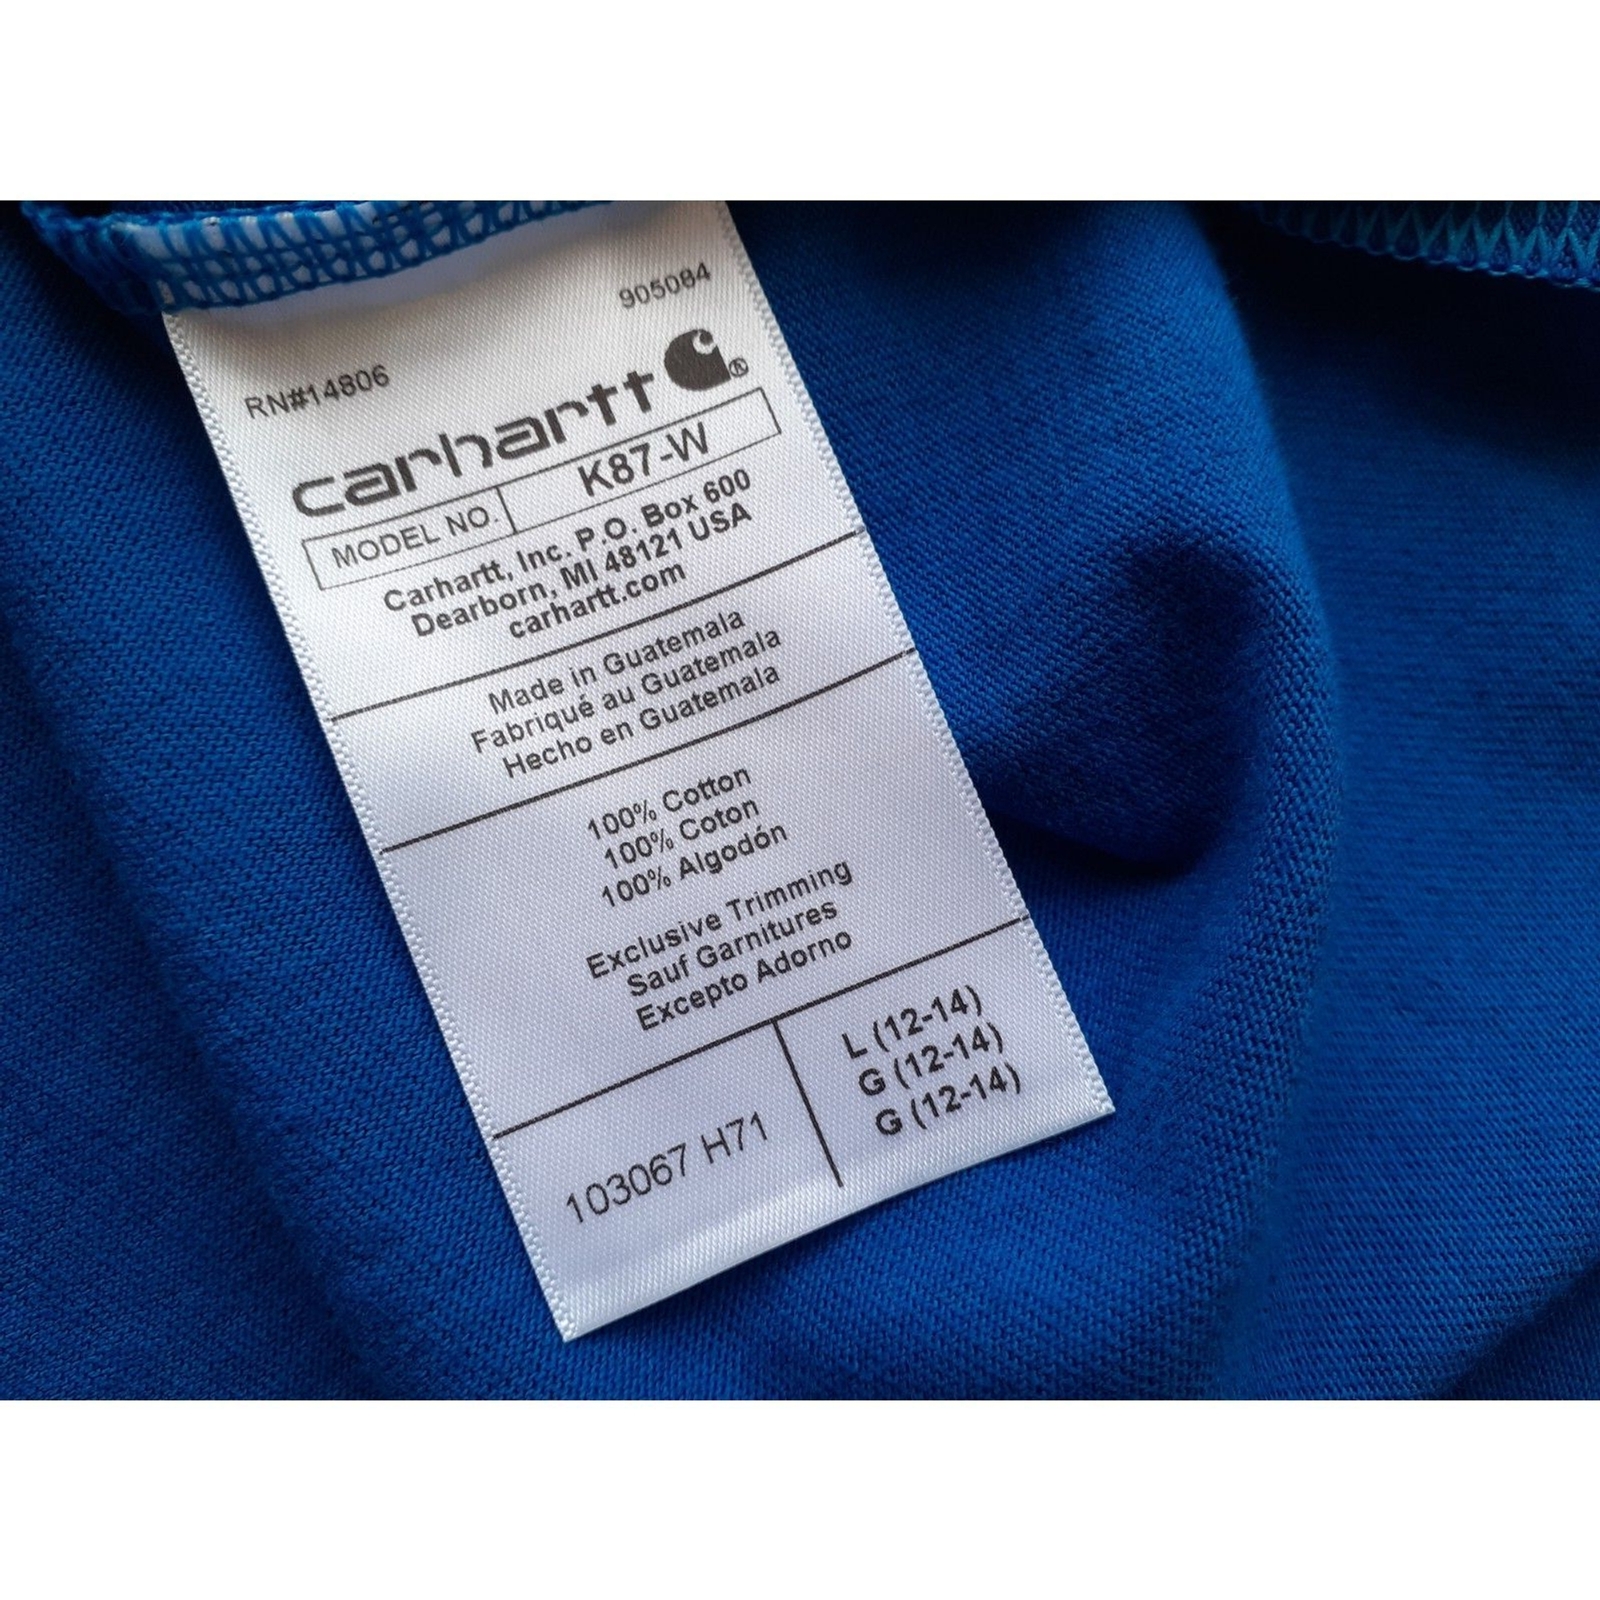 905084
RN#14806
carhartt ®
MODEL NO. K87-W
Carhartt, Inc. P.O. Box 600
Dearborn, MI 48121 USA
carhartt.com
Made in Guatemala
Fabriqué au Guatemala
Hecho en Guatemala
100% Cotton
100% Coton
100% Algodón
Exclusive Trimming
Sauf Garnitures
Excepto Adorno
103067 H71
L (12-14)
G (12-14)
G (12-14)